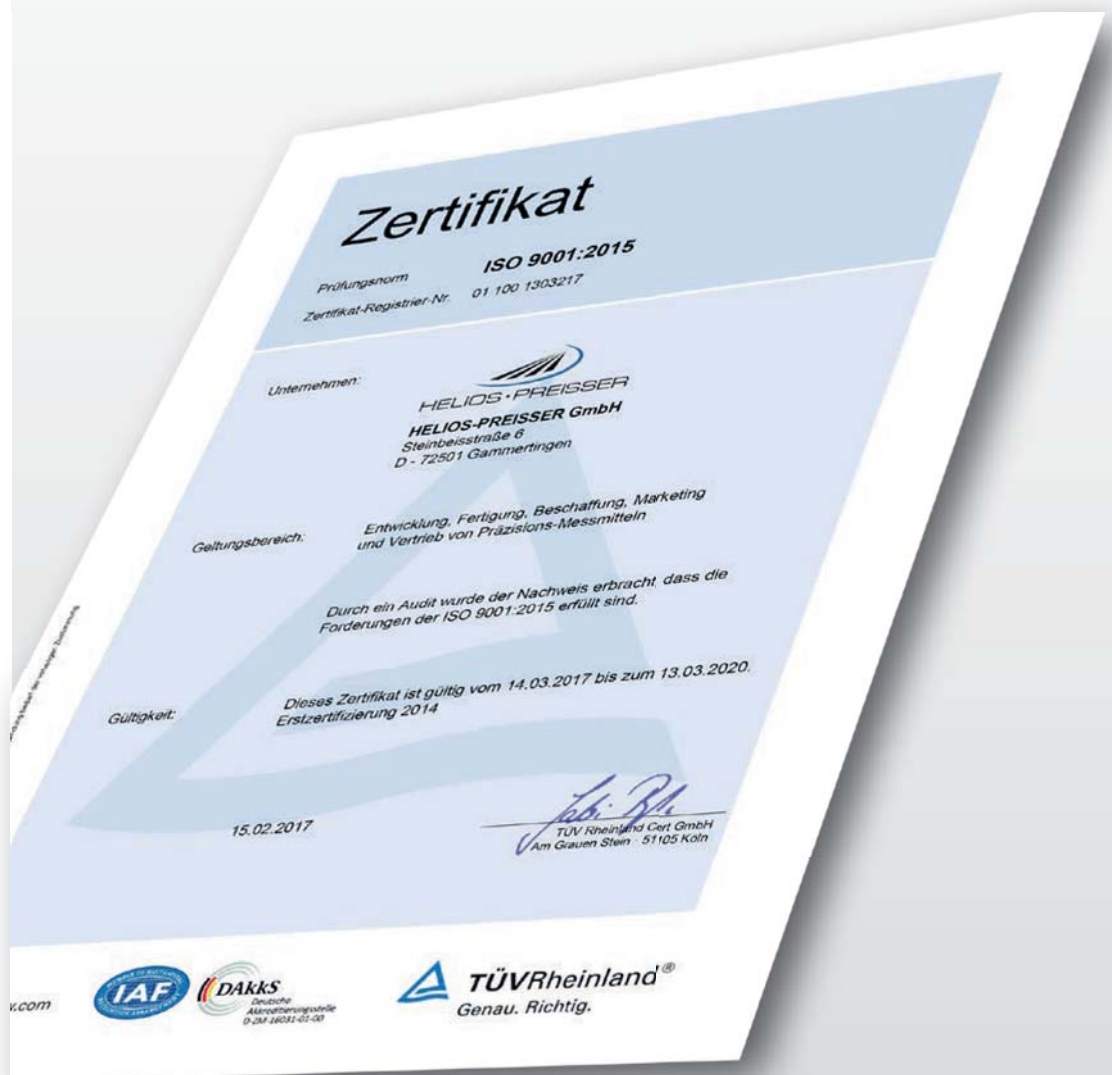 Zertifikat
Prüfungsnorm ISO 9001:2015
Zertifikat-Registrier-Nr. 01 100 1303217
Unternehmen:
HELIOS·PREISSER
HELIOS-PREISSER GmbH
Steinbeisstraße 6
D - 72501 Gammertingen
Geltungsbereich: Entwicklung, Fertigung, Beschaffung, Marketing
und Vertrieb von Präzisions-Messmitteln
Durch ein Audit wurde der Nachweis erbracht, dass die
Forderungen der ISO 9001:2015 erfüllt sind.
Gültigkeit: Dieses Zertifikat ist gültig vom 14.03.2017 bis zum 13.03.2020.
Erstzertifizierung 2014
15.02.2017
TÜV Rheinland Cert GmbH
Am Grauen Stein · 51105 Köln
bedarf der vorherigen Zustimmung
.com
IAF
DAkkS
Deutsche
Akkreditierungsstelle
D-ZM-16031-01-00
TÜVRheinland®
Genau. Richtig.